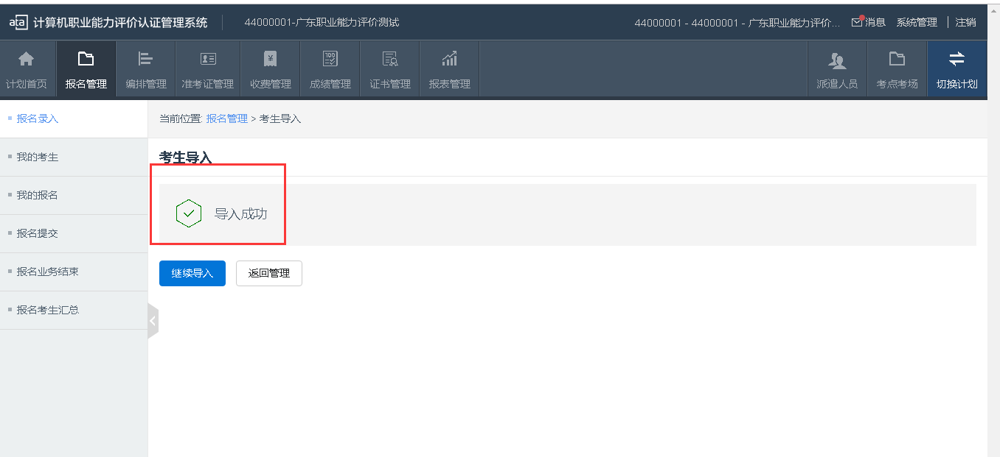 ata 计算机职业能力评价认证管理系统 44000001-广东职业能力评价测试 44000001 - 44000001 - 广东职业能力评价... 消息 系统管理 注销
计划首页 报名管理 编排管理 准考证管理 收费管理 成绩管理 证书管理 报表管理 派遣人员 考点考场 切换计划
报名录入
当前位置: 报名管理 > 考生导入
我的考生
考生导入
我的报名
导入成功
报名提交
报名业务结束
继续导入 返回管理
报名考生汇总